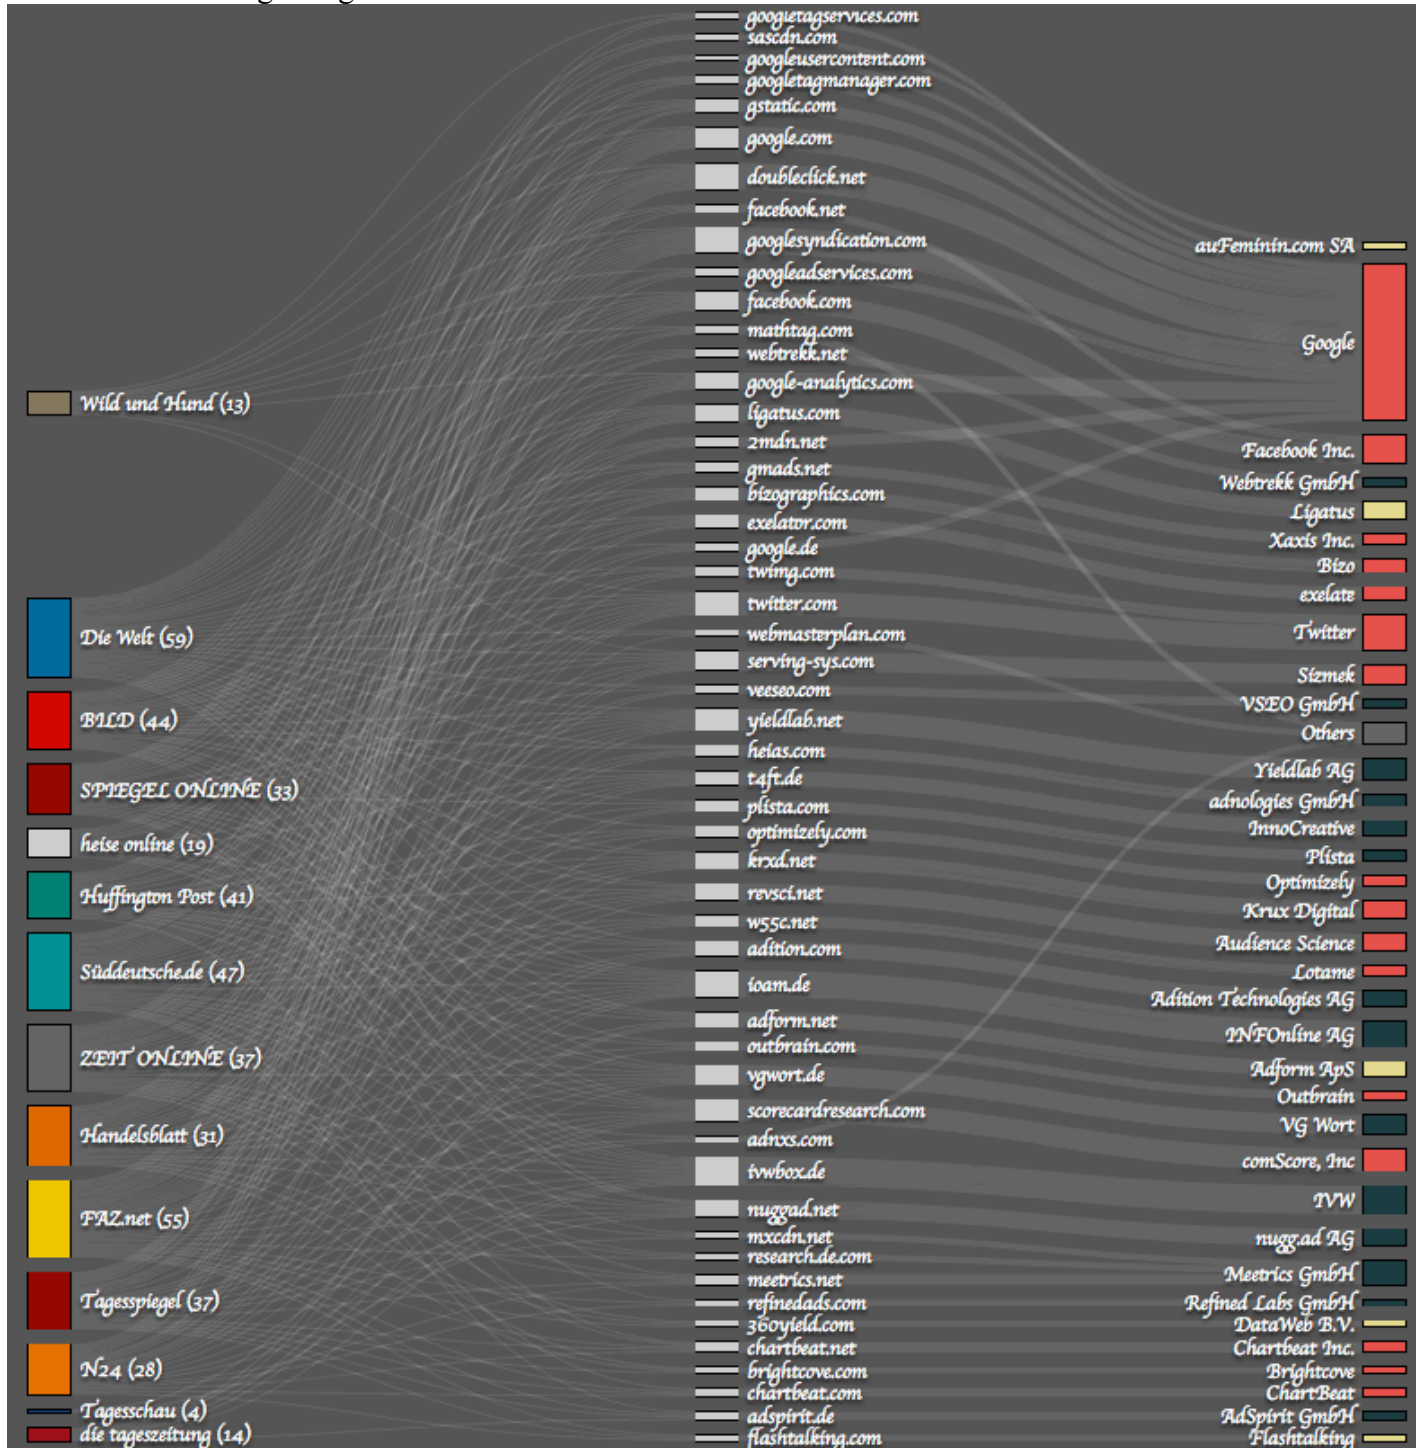 googletagservices.com
sascdn.com
googleusercontent.com
googletagmanager.com
gstatic.com
google.com
doubleclick.net
facebook.net
googlesyndication.com
googleadservices.com
facebook.com
mathtag.com
webtrekk.net
google-analytics.com
ligatus.com
2mdn.net
gmads.net
bizographics.com
exelator.com
google.de
twimg.com
twitter.com
webmasterplan.com
serving-sys.com
veeseo.com
yieldlab.net
heias.com
t4ft.de
plista.com
optimizely.com
krxd.net
revsci.net
w55c.net
adition.com
ioam.de
adform.net
outbrain.com
vgwort.de
scorecardresearch.com
adnxs.com
ivwbox.de
nuggad.net
mxcdn.net
research.de.com
meetrics.net
refinedads.com
360yield.com
chartbeat.net
brightcove.com
chartbeat.com
adspirit.de
flashtalking.com
Wild und Hund (13)
Die Welt (59)
BILD (44)
SPIEGEL ONLINE (33)
heise online (19)
Huffington Post (41)
Süddeutsche.de (47)
ZEIT ONLINE (37)
Handelsblatt (31)
FAZ.net (55)
Tagesspiegel (37)
N24 (28)
Tagesschau (4)
die tageszeitung (14)
auFeminin.com SA
Google
Facebook Inc.
Webtrekk GmbH
Ligatus
Xaxis Inc.
Bizo
exelate
Twitter
Sizmek
VSEO GmbH
Others
Yieldlab AG
adnologies GmbH
InnoCreative
Plista
Optimizely
Krux Digital
Audience Science
Lotame
Adition Technologies AG
INFOnline AG
Adform ApS
Outbrain
VG Wort
comScore, Inc
IVW
nugg.ad AG
Meetrics GmbH
Refined Labs GmbH
DataWeb B.V.
Chartbeat Inc.
Brightcove
ChartBeat
AdSpirit GmbH
Flashtalking